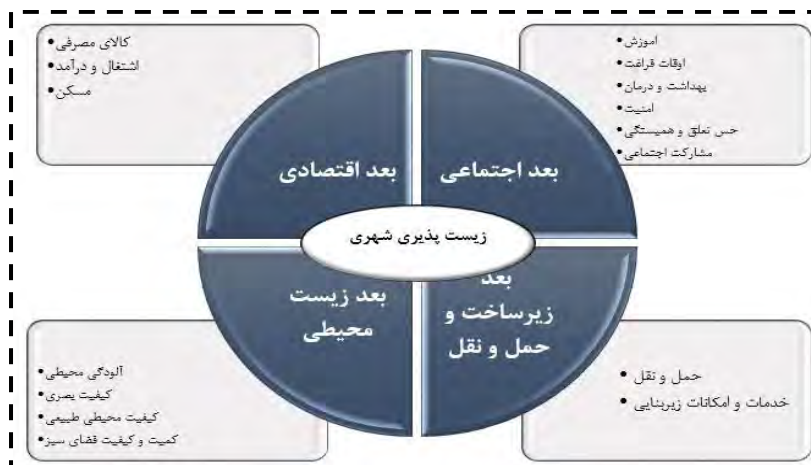 اموزش
اوقات فراغت
بهداشت و درمان
امنیت
حس تعلق و همبستگی
مشارکت اجتماعی
کالای مصرفی
اشتغال و درآمد
مسکن
بعد اجتماعی
بعد اقتصادی
زیست پذیری شهری
بعد
زیرساخت و
حمل و نقل
بعد زیست
محیطی
حمل و نقل
خدمات و امکانات زیربنایی
آلودگی محیطی
کیفیت بصری
کیفیت محیطی طبیعی
کمیت و کیفیت فضای سبز